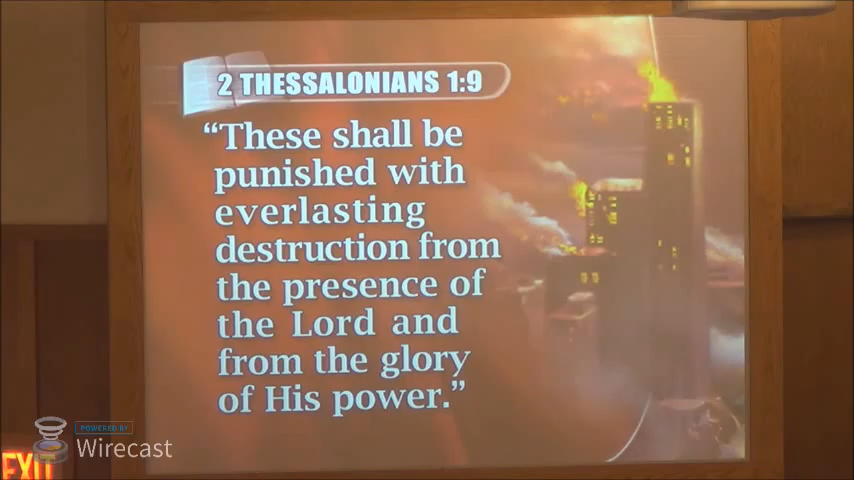 2 THESSALONIANS 1:9
“These shall be
punished with
everlasting
destruction from
the presence of
the Lord and
from the glory
of His power.”
POWERED BY
Wirecast
EXIT